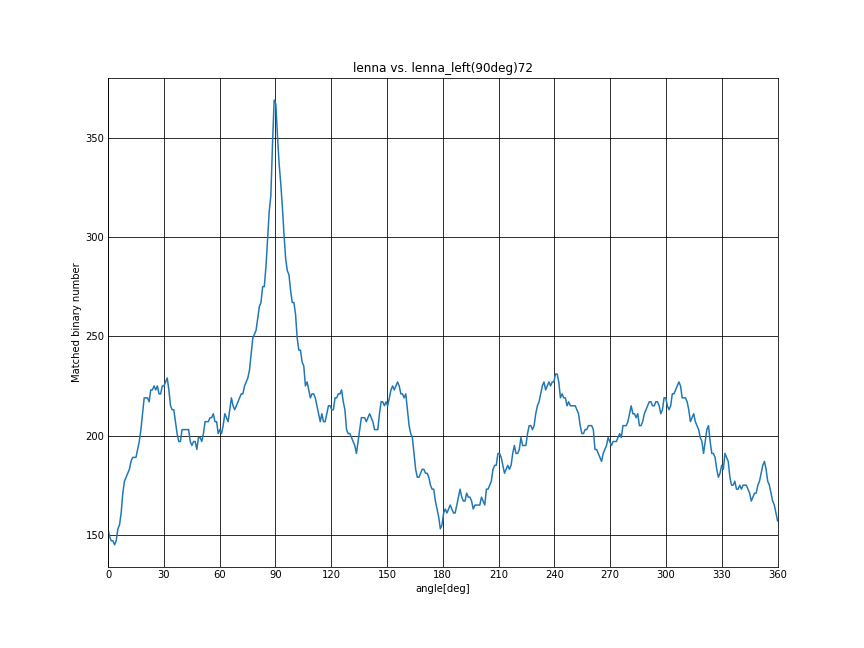 lenna vs. lenna_left(90deg)72
Matched binary number
350
300
250
200
150
0 30 60 90 120 150 180 210 240 270 300 330 360
angle[deg]